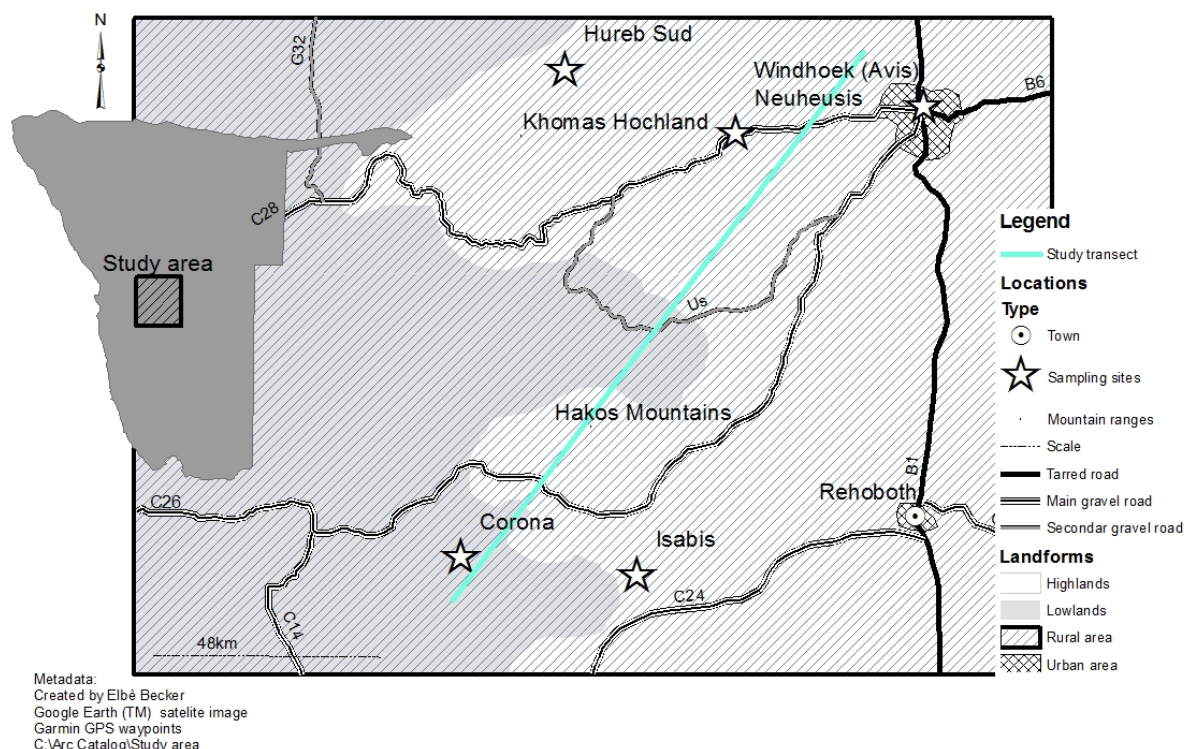 N
G32
Hureb Sud
Windhoek (Avis)
Neuheusis
B6
Khomas Hochland
C28
Study area
Us
Hakos Mountains
B1
Rehoboth
C26
Corona
Isabis
C24
C14
48km
Legend
Study transect
Locations
Type
Town
Sampling sites
Mountain ranges
Scale
Tarred road
Main gravel road
Secondar gravel road
Landforms
Highlands
Lowlands
Rural area
Urban area
Metadata:
Created by Elbè Becker
Google Earth (TM) satelite image
Garmin GPS waypoints
C:\Arc Catalog\Study area